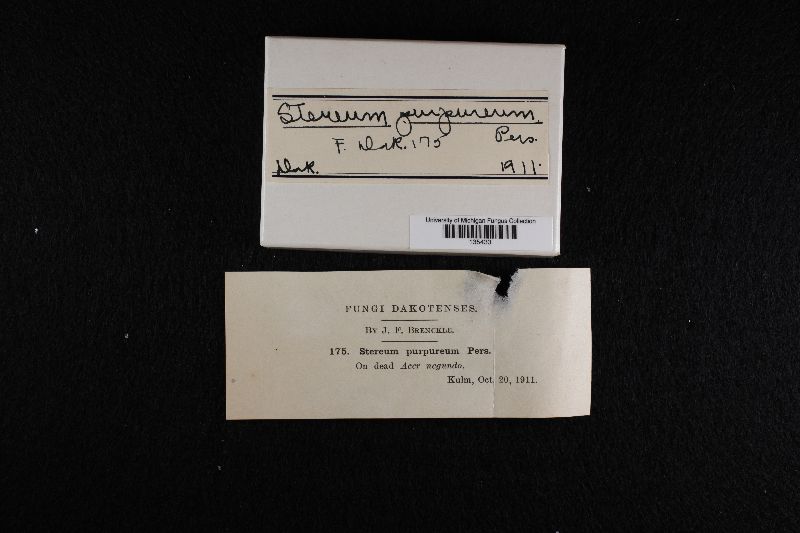 Stereum purpureum
Pers.
F. Dak. 175
Dak. 1911
University of Michigan Fungus Collection
135433
FUNGI DAKOTENSES.
By J. F. Brenckle.
175. Stereum purpureum Pers.
On dead Acer negundo.
Kulm, Oct. 20, 1911.